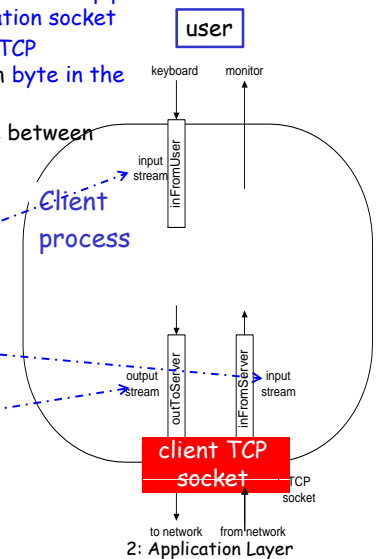 ation socket
TCP
byte in the
between
user
keyboard
monitor
input
stream
inFromUser
Client
process
output
stream
outToServer
inFromServer
input
stream
client TCP
socket
TCP
socket
to network
from network
2: Application Layer